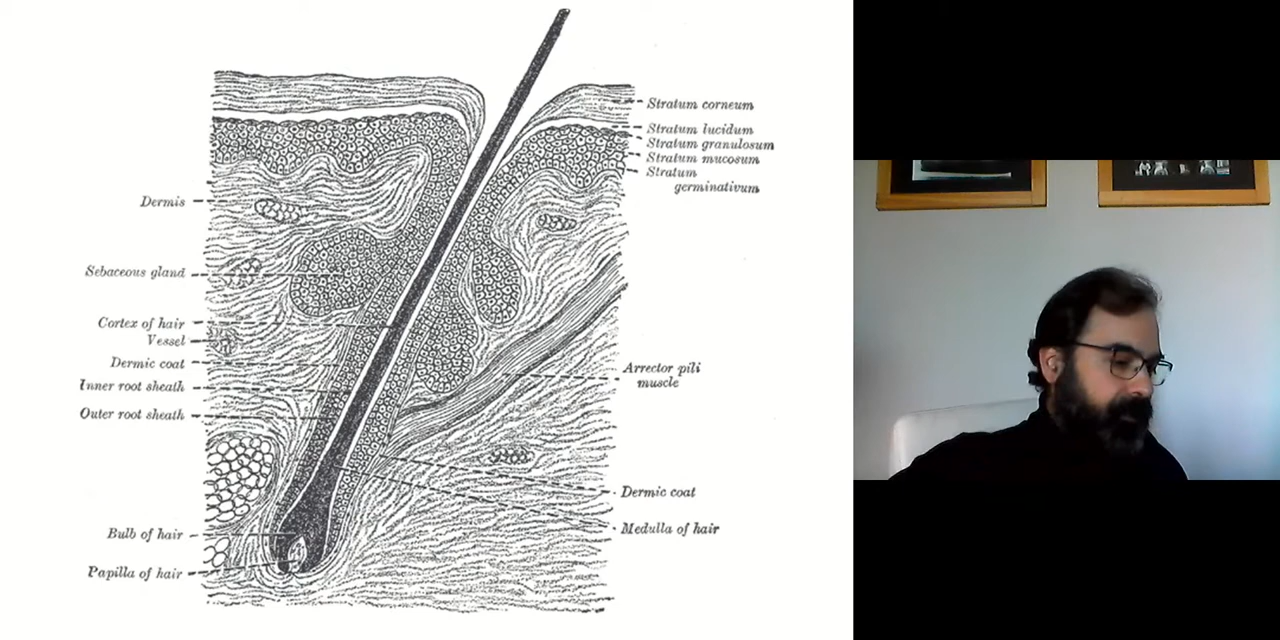 Stratum corneum
Stratum lucidum
Stratum granulosum
Stratum mucosum
Stratum
germinativum
Dermis
Sebaceous gland
Cortex of hair
Vessel
Dermic coat
Inner root sheath
Outer root sheath
Bulb of hair
Papilla of hair
Arrector pili
muscle
Dermic coat
Medulla of hair